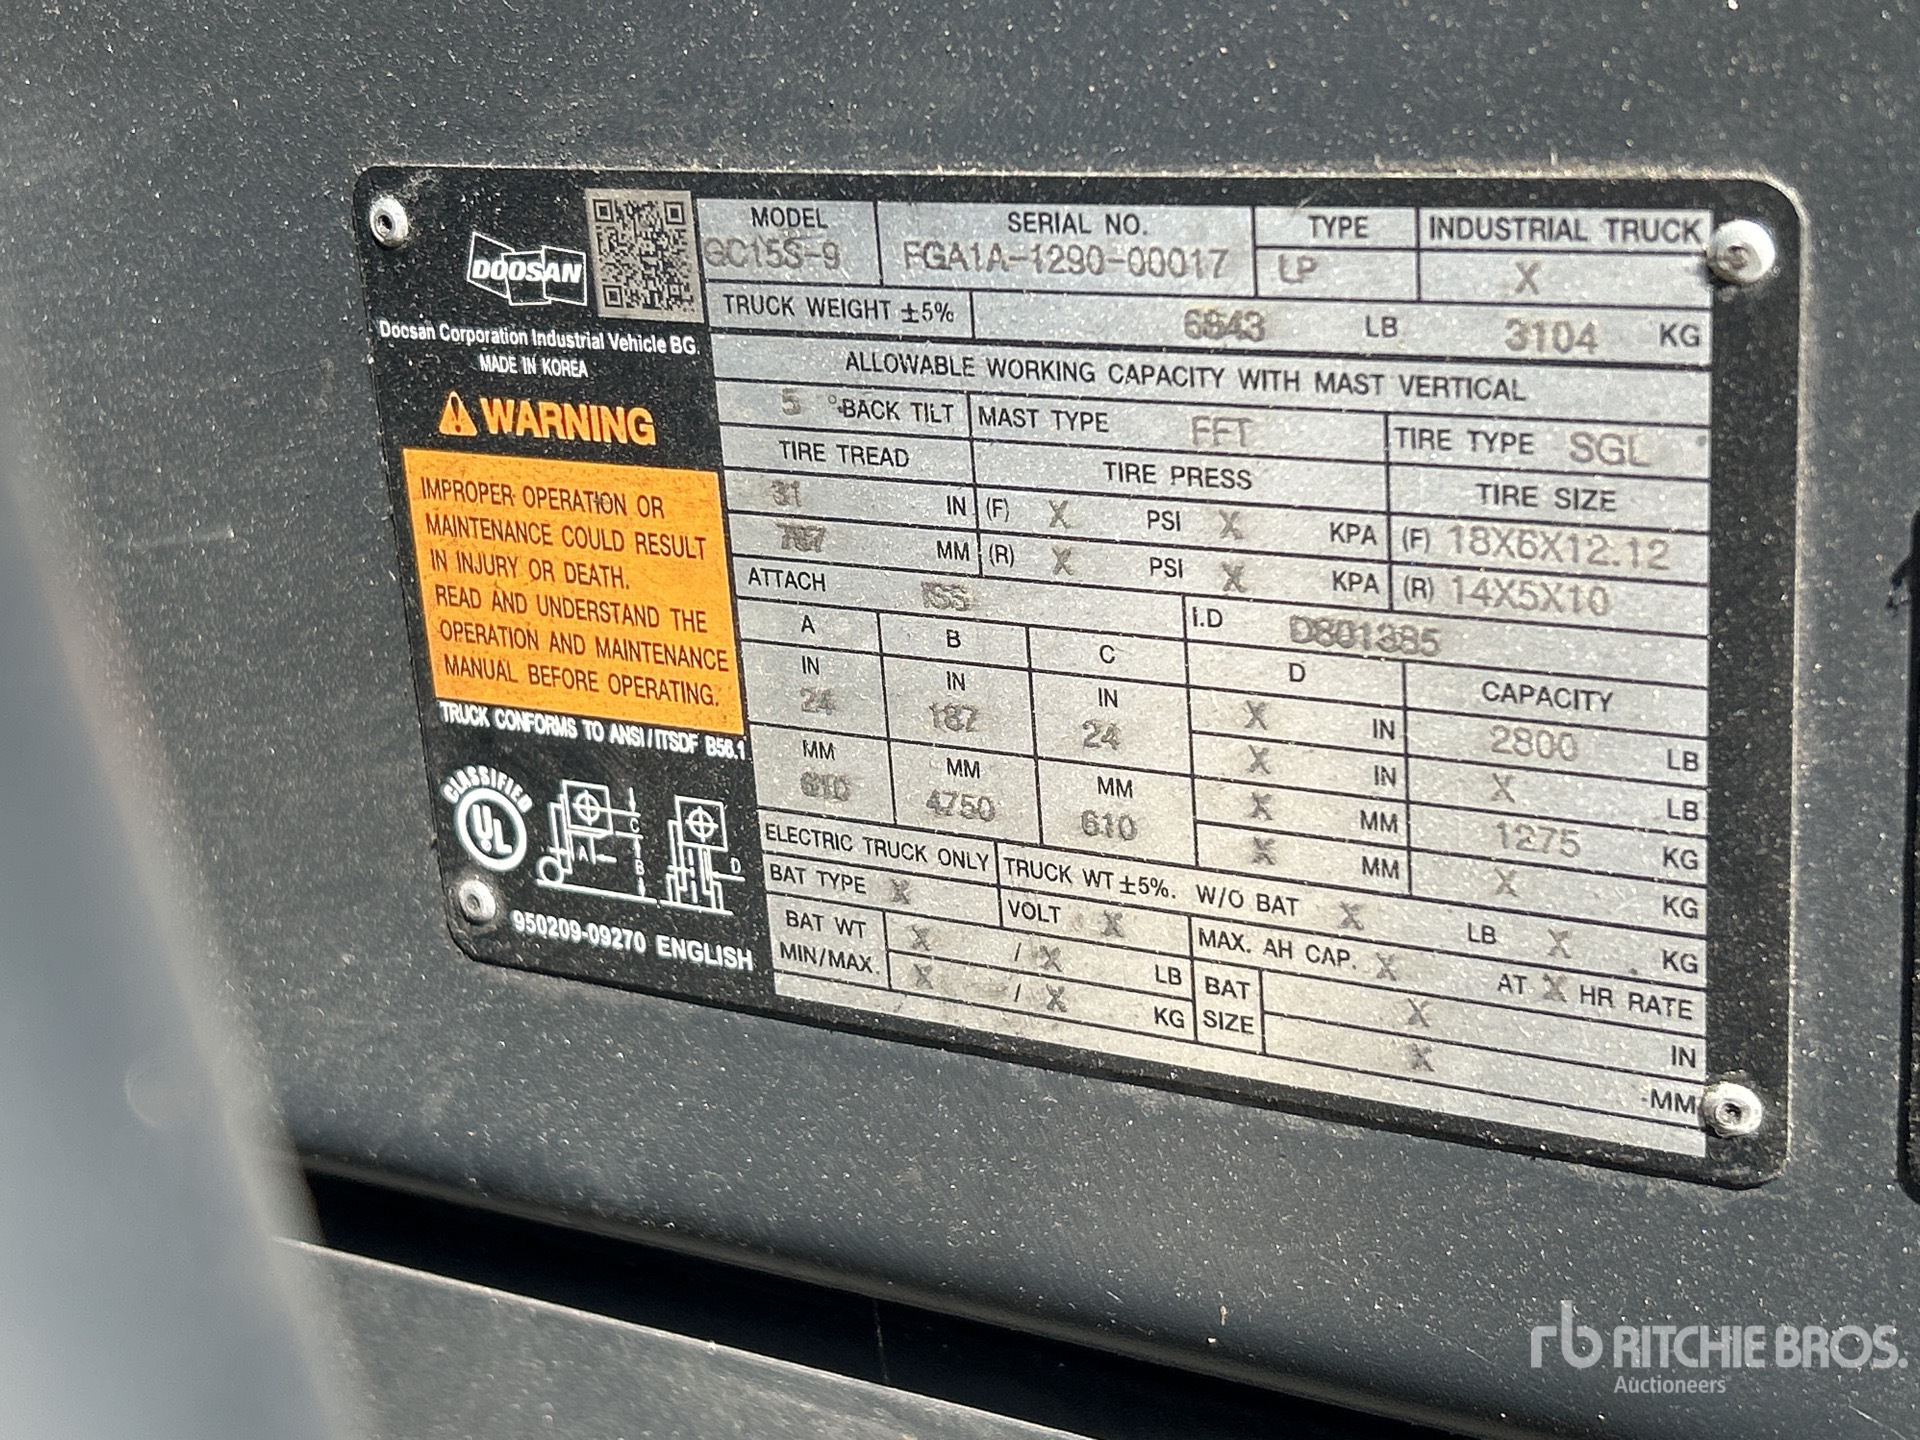 DOOSAN
Doosan Corporation Industrial Vehicle BG.
MADE IN KOREA
WARNING
IMPROPER OPERATION OR
MAINTENANCE COULD RESULT
IN INJURY OR DEATH.
READ AND UNDERSTAND THE
OPERATION AND MAINTENANCE
MANUAL BEFORE OPERATING.
TRUCK CONFORMS TO ANSI/ITSDF B56.1
CLASSIFIED
UL
C
A
B
D
950209-09270 ENGLISH
MODEL SERIAL NO. TYPE INDUSTRIAL TRUCK
GC15S-9 FGA1A-1290-00017 LP X
TRUCK WEIGHT ±5% 6843 LB 3104 KG
ALLOWABLE WORKING CAPACITY WITH MAST VERTICAL
5 °BACK TILT MAST TYPE FFT TIRE TYPE SGL
TIRE TREAD TIRE PRESS TIRE SIZE
31 IN (F) X PSI X KPA (F) 18X6X12.12
MM (R) X PSI X KPA (R) 14X5X10
ATTACH I.D D801385
A B C D CAPACITY
IN IN IN X IN 2800 LB
24 187 24 X IN X LB
MM MM MM X MM 1275 KG
610 4750 610 X MM X KG
ELECTRIC TRUCK ONLY TRUCK WT ±5%. W/O BAT X LB X KG
BAT TYPE X VOLT X MAX. AH CAP. X AT X HR RATE
BAT WT X / X LB BAT X IN
MIN/MAX. X / X KG SIZE X MM
rb RITCHIE BROS.
Auctioneers